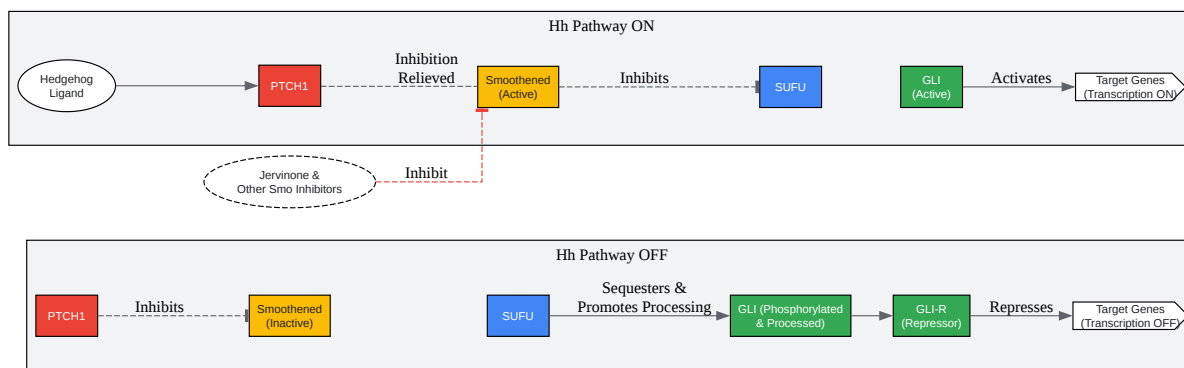 Hh Pathway ON
Hedgehog
Ligand
PTCH1
Inhibition
Relieved
Smoothened
(Active)
Inhibits
SUFU
GLI
(Active)
Activates
Target Genes
(Transcription ON)
Jervinone &
Other Smo Inhibitors
Inhibit
Hh Pathway OFF
PTCH1
Inhibits
Smoothened
(Inactive)
SUFU
Sequesters &
Promotes Processing
GLI (Phosphorylated
& Processed)
GLI-R
(Repressor)
Represses
Target Genes
(Transcription OFF)